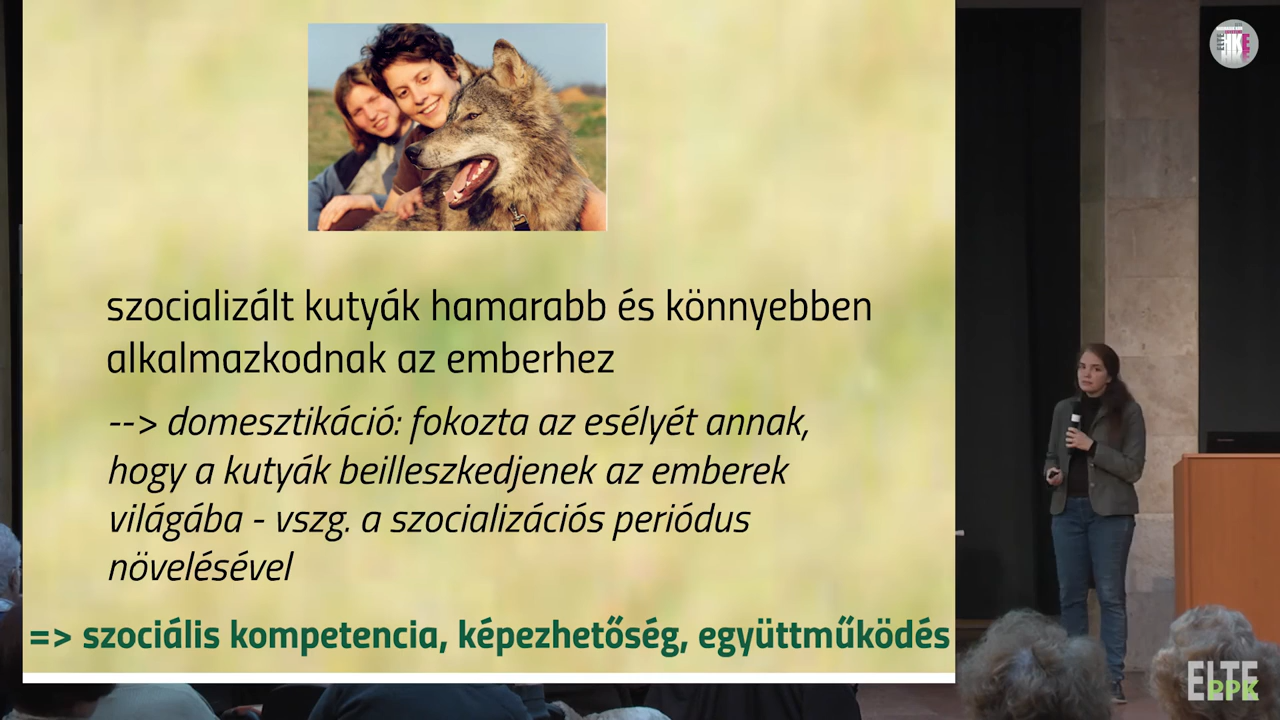 szocializált kutyák hamarabb és könnyebben
alkalmazkodnak az emberhez
--> domesztikáció: fokozta az esélyét annak,
hogy a kutyák beilleszkedjenek az emberek
világába - vszg. a szocializációs periódus
növelésével
=> szociális kompetencia, képezhetőség, együttműködés
ELTE
PPK